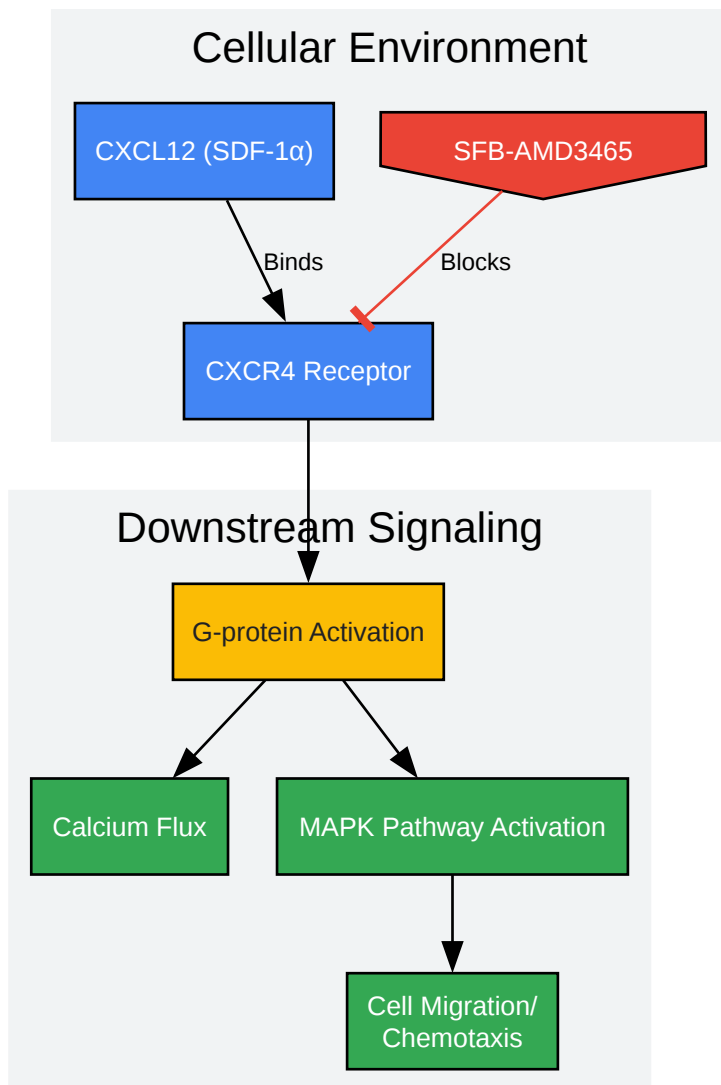 Cellular Environment
CXCL12 (SDF-1α)
SFB-AMD3465
Binds
Blocks
CXCR4 Receptor
Downstream Signaling
G-protein Activation
Calcium Flux
MAPK Pathway Activation
Cell Migration/
Chemotaxis